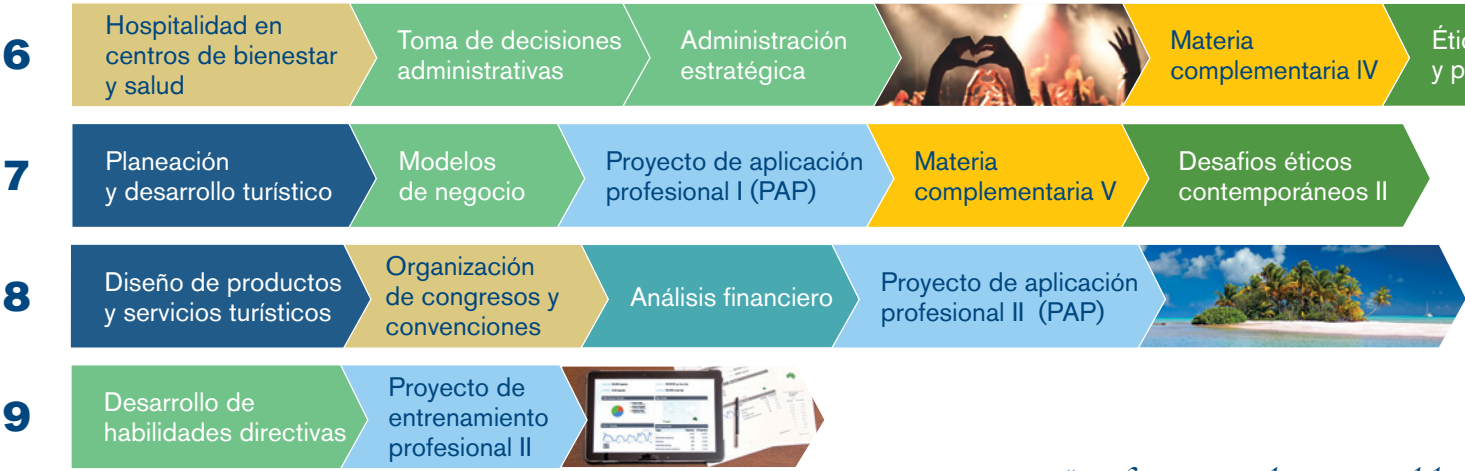 6
Hospitalidad en
centros de bienestar
y salud
Toma de decisiones
administrativas
Administración
estratégica
Materia
complementaria IV
7
Planeación
y desarrollo turístico
Modelos
de negocio
Proyecto de aplicación
profesional I (PAP)
Materia
complementaria V
Desafios éticos
contemporáneos II
8
Diseño de productos
y servicios turísticos
Organización
de congresos y
convenciones
Análisis financiero
Proyecto de aplicación
profesional II (PAP)
9
Desarrollo de
habilidades directivas
Proyecto de
entrenamiento
profesional II